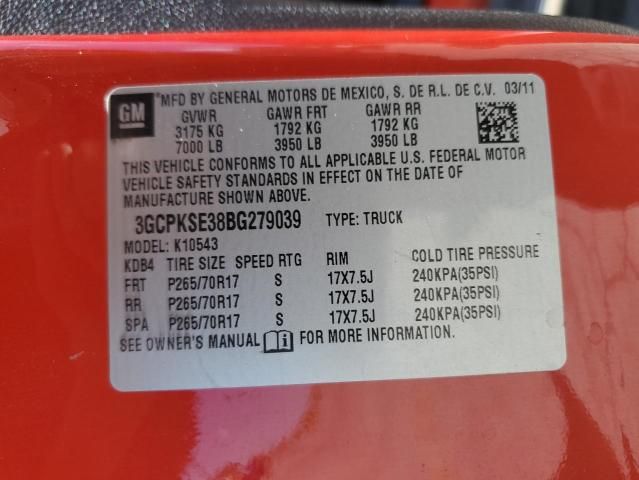 GM *MFD BY GENERAL MOTORS DE MEXICO, S. DE R.L. DE C.V. 03/11
GVWR GAWR FRT GAWR RR
3175 KG 1792 KG 1792 KG
7000 LB 3950 LB 3950 LB
THIS VEHICLE CONFORMS TO ALL APPLICABLE U.S. FEDERAL MOTOR
VEHICLE SAFETY STANDARDS IN EFFECT ON THE DATE OF
MANUFACTURE SHOWN ABOVE.
3GCPKSE38BG279039 TYPE: TRUCK
MODEL: K10543
KDB4 TIRE SIZE SPEED RTG RIM COLD TIRE PRESSURE
FRT P265/70R17 S 17X7.5J 240KPA(35PSI)
RR P265/70R17 S 17X7.5J 240KPA(35PSI)
SPA P265/70R17 S 17X7.5J 240KPA(35PSI)
SEE OWNER'S MANUAL i FOR MORE INFORMATION.